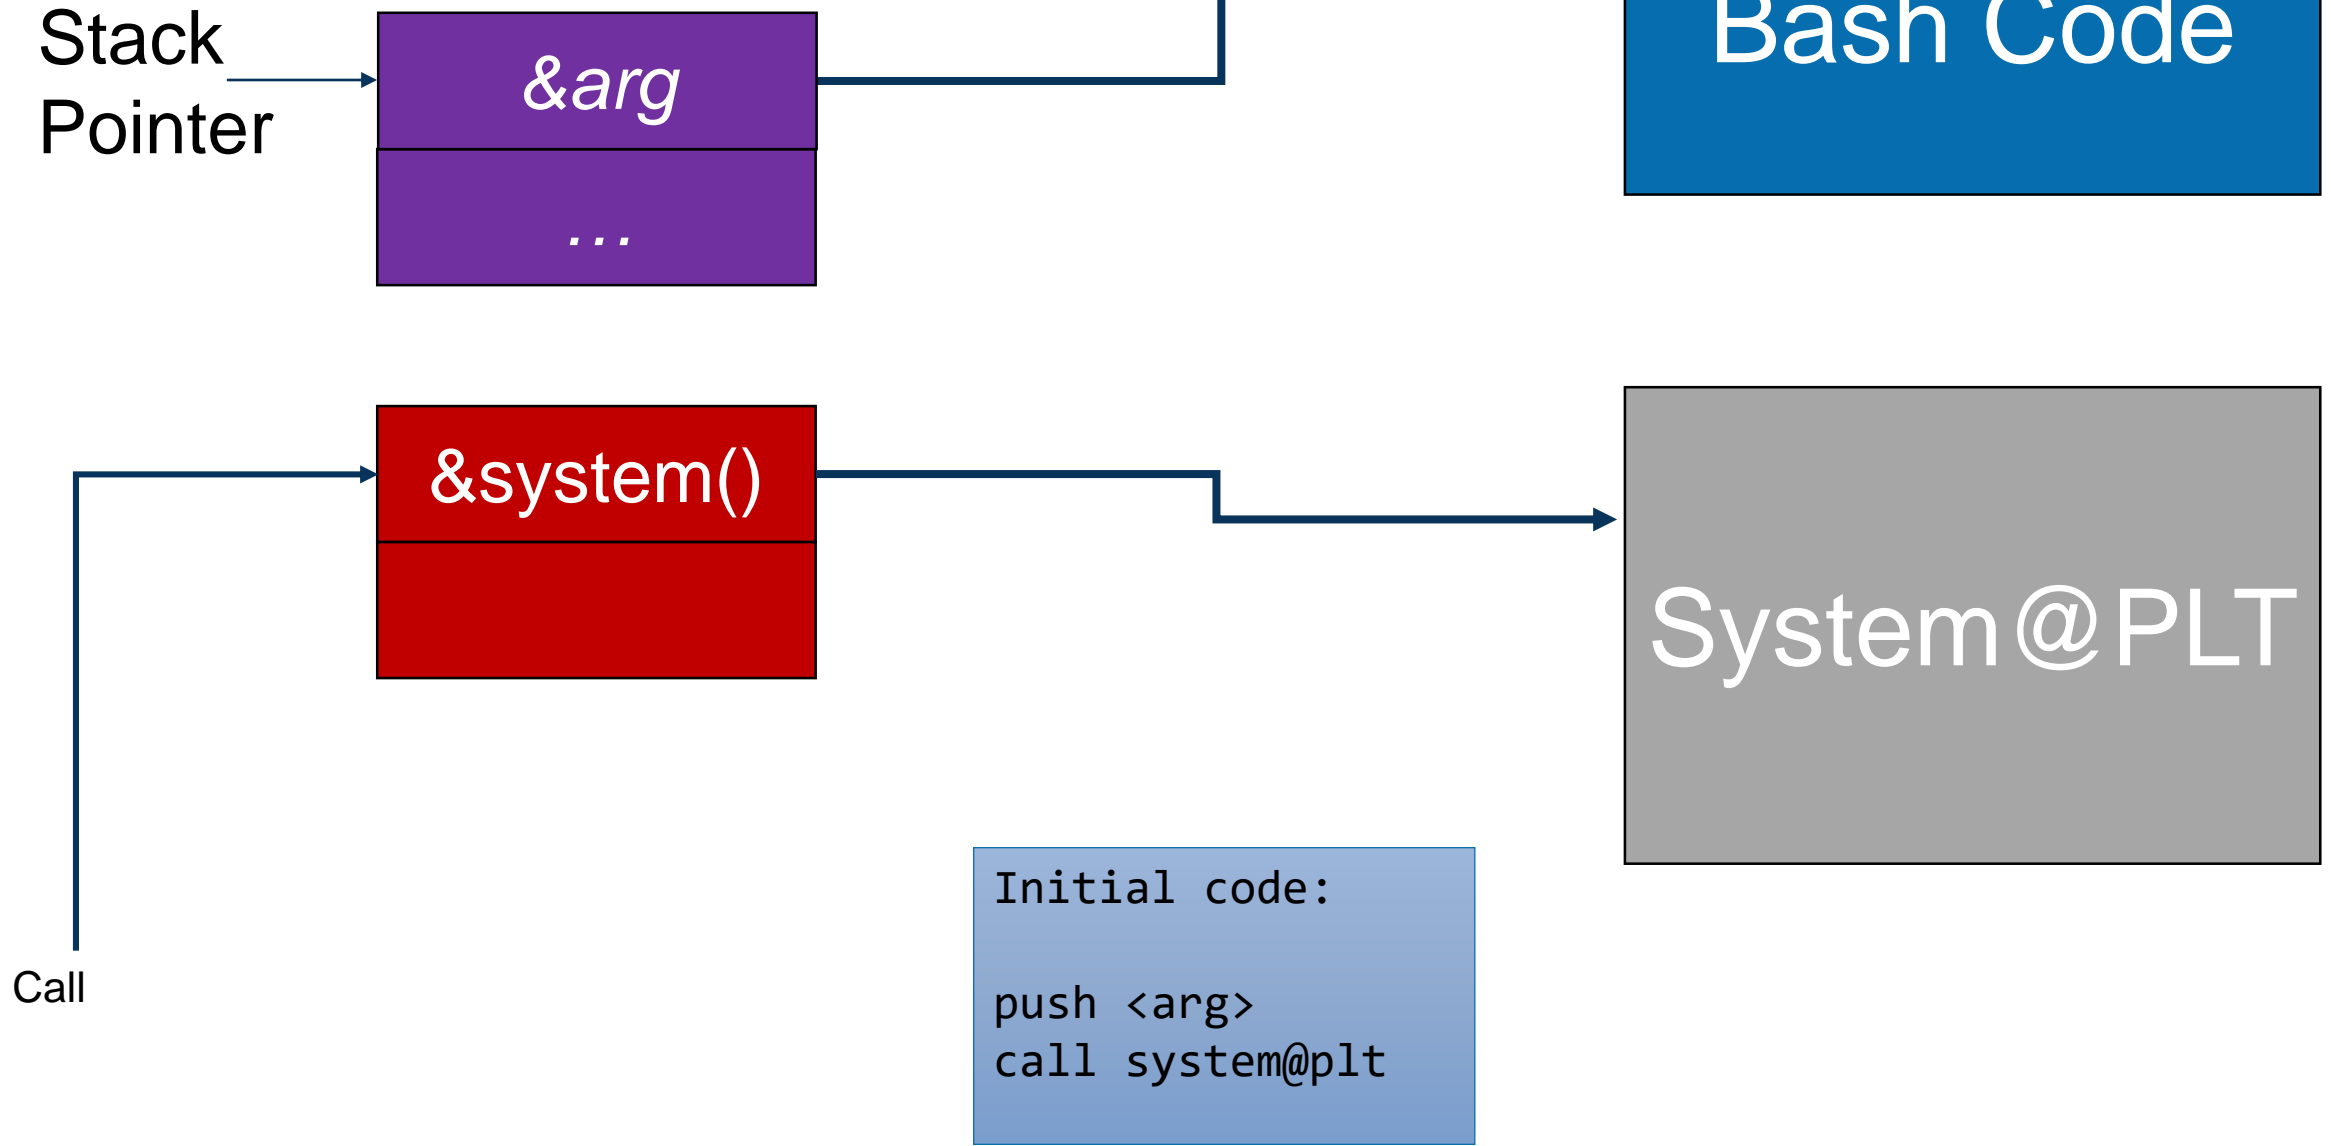 Stack
Pointer
&arg
...
Bash Code
&system()
System@PLT
Call
Initial code:
push <arg>
call system@plt